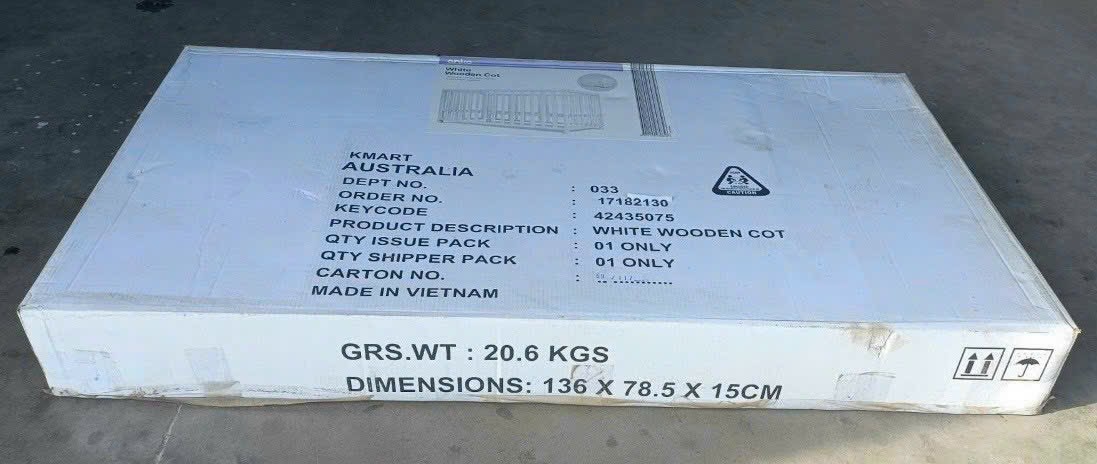 anko
White
Wooden Cot
KMART
AUSTRALIA
DEPT NO. : 033
ORDER NO. : 17182130
KEYCODE : 42435075
PRODUCT DESCRIPTION : WHITE WOODEN COT
QTY ISSUE PACK : 01 ONLY
QTY SHIPPER PACK : 01 ONLY
CARTON NO. :
MADE IN VIETNAM
CAUTION
GRS.WT : 20.6 KGS
DIMENSIONS: 136 X 78.5 X 15CM